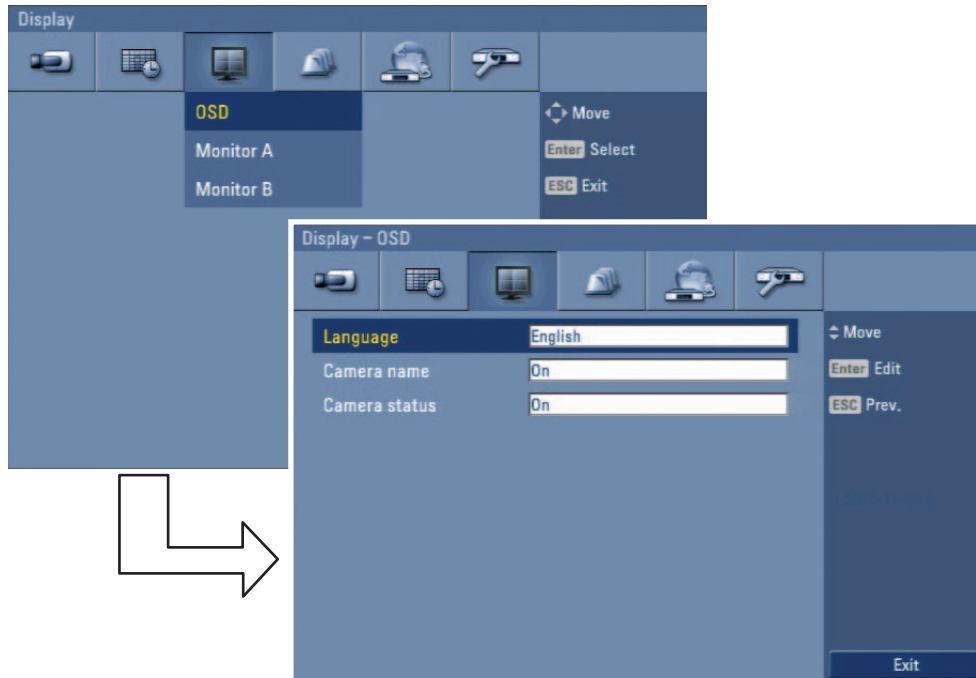 Display
OSD
Monitor A
Monitor B
Move
Enter Select
ESC Exit
Display – OSD
Language English
Camera name On
Camera status On
Move
Enter Edit
ESC Prev.
Exit